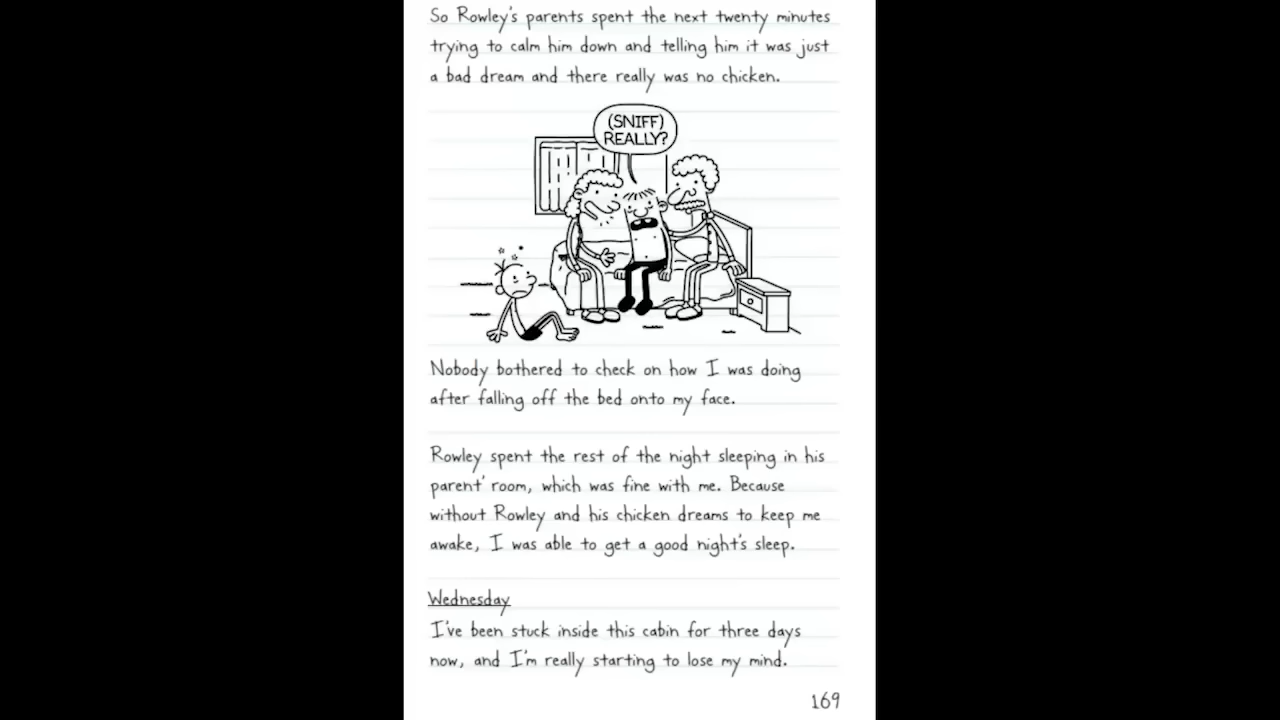 So Rowley's parents spent the next twenty minutes
trying to calm him down and telling him it was just
a bad dream and there really was no chicken.
(SNIFF)
REALLY?
Nobody bothered to check on how I was doing
after falling off the bed onto my face.
Rowley spent the rest of the night sleeping in his
parent' room, which was fine with me. Because
without Rowley and his chicken dreams to keep me
awake, I was able to get a good night's sleep.
Wednesday
I've been stuck inside this cabin for three days
now, and I'm really starting to lose my mind.
169